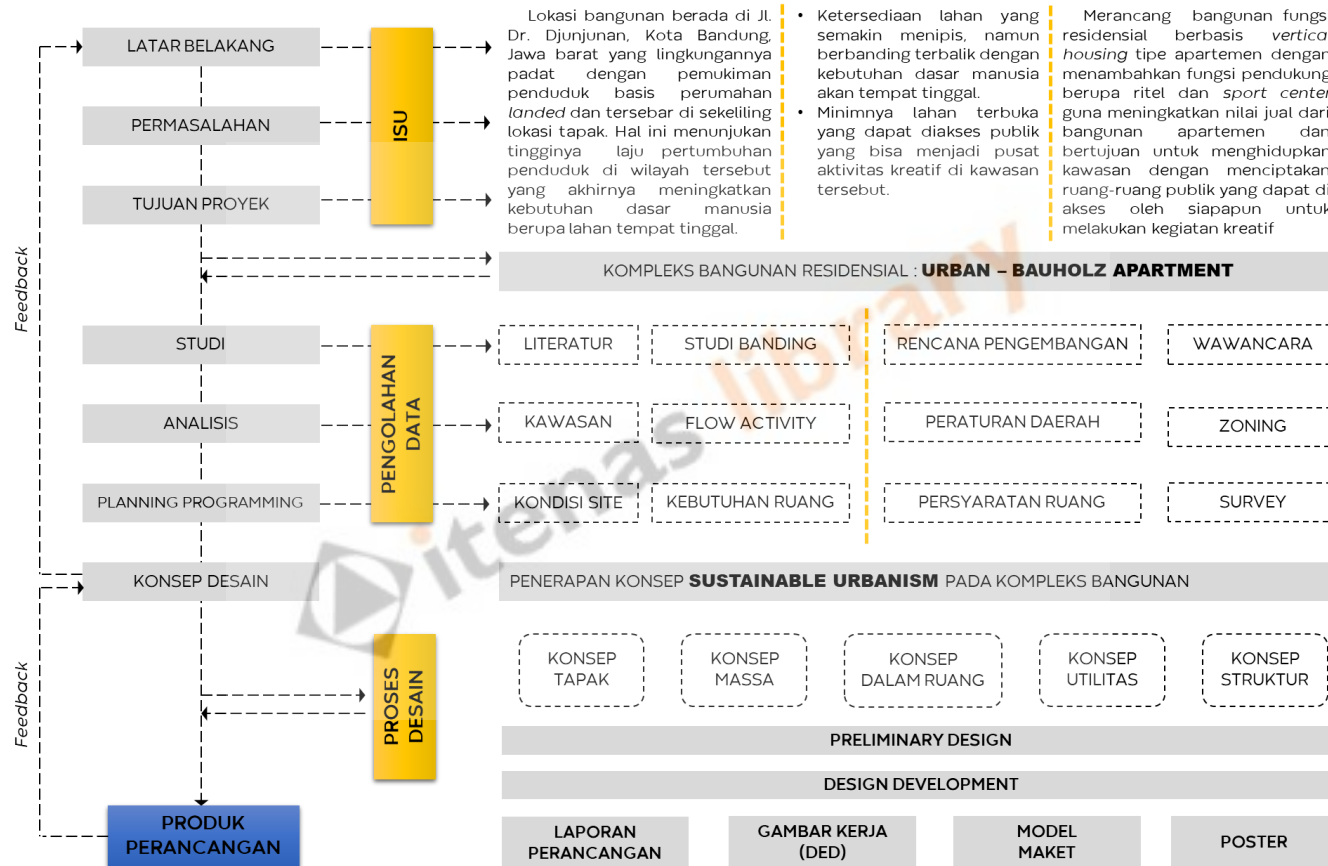 LATAR BELAKANG
PERMASALAHAN
TUJUAN PROYEK
Feedback
ISU
Lokasi bangunan berada di Jl.
Dr. Djunjunan, Kota Bandung,
Jawa barat yang lingkungannya
padat dengan pemukiman
penduduk basis perumahan
landed dan tersebar di sekeliling
lokasi tapak. Hal ini menunjukan
tingginya laju pertumbuhan
penduduk di wilayah tersebut
yang akhirnya meningkatkan
kebutuhan dasar manusia
berupa lahan tempat tinggal.
• Ketersediaan lahan yang
semakin menipis, namun
berbanding terbalik dengan
kebutuhan dasar manusia
akan tempat tinggal.
• Minimnya lahan terbuka
yang dapat diakses publik
yang bisa menjadi pusat
aktivitas kreatif di kawasan
tersebut.
Merancang bangunan fungs
residensial berbasis vertica
housing tipe apartemen dengan
menambahkan fungsi pendukung
berupa ritel dan sport center
guna meningkatkan nilai jual dari
bangunan apartemen dan
bertujuan untuk menghidupkan
kawasan dengan menciptakan
ruang-ruang publik yang dapat di
akses oleh siapapun untuk
melakukan kegiatan kreatif
KOMPLEKS BANGUNAN RESIDENSIAL : URBAN – BAUHOLZ APARTMENT
STUDI
ANALISIS
PLANNING PROGRAMMING
PENGOLAHAN
DATA
LITERATUR
STUDI BANDING
RENCANA PENGEMBANGAN
WAWANCARA
KAWASAN
FLOW ACTIVITY
PERATURAN DAERAH
ZONING
KONDISI SITE
KEBUTUHAN RUANG
PERSYARATAN RUANG
SURVEY
itenas library
KONSEP DESAIN
PENERAPAN KONSEP SUSTAINABLE URBANISM PADA KOMPLEKS BANGUNAN
Feedback
PROSES
DESAIN
KONSEP
TAPAK
KONSEP
MASSA
KONSEP
DALAM RUANG
KONSEP
UTILITAS
KONSEP
STRUKTUR
PRELIMINARY DESIGN
DESIGN DEVELOPMENT
PRODUK
PERANCANGAN
LAPORAN
PERANCANGAN
GAMBAR KERJA
(DED)
MODEL
MAKET
POSTER